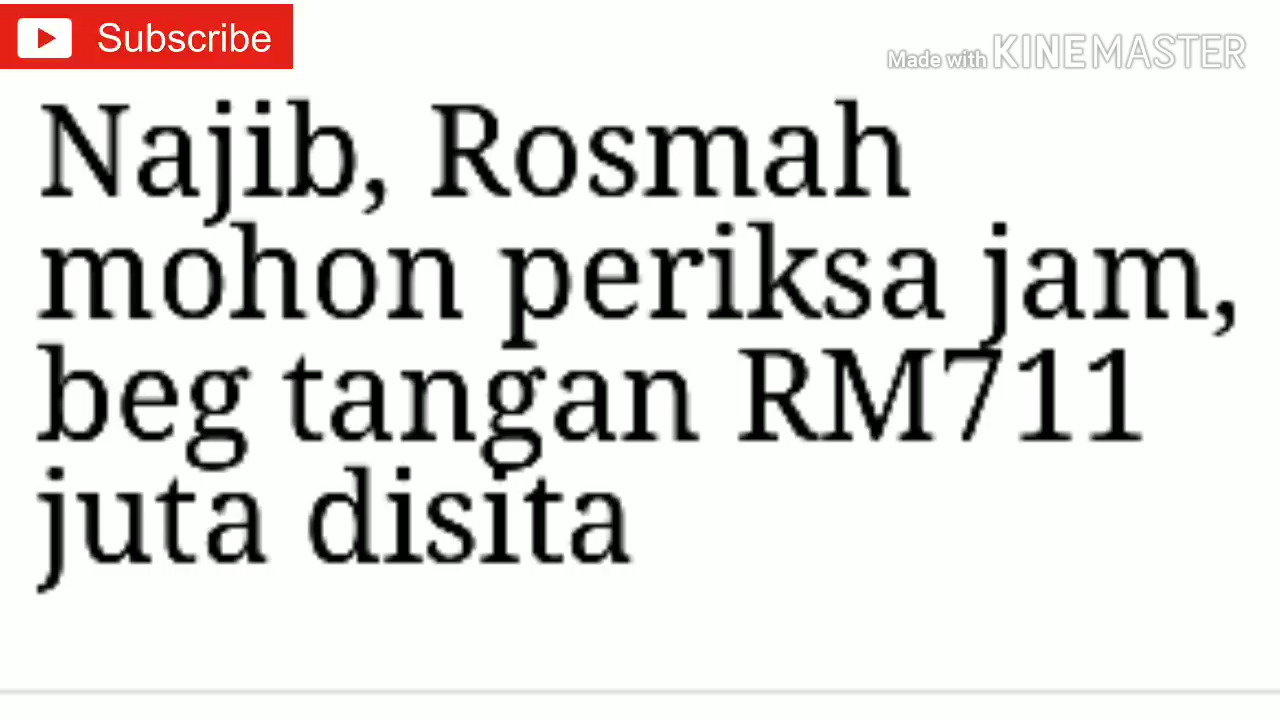 Subscribe
Made with KINEMASTER
Najib, Rosmah
mohon periksa jam,
beg tangan RM711
juta disita